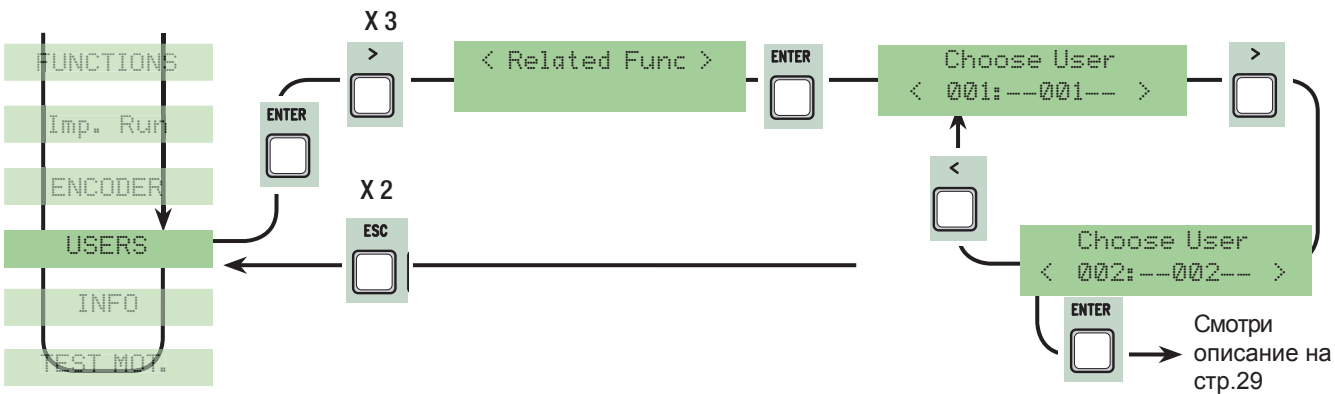 FUNCTIONS
Imp. Run
ENCODER
USERS
INFO
TEST MOT.
ENTER
X 3
>
< Related Func >
ENTER
Choose User
< 001:--001-- >
>
<
Choose User
< 002:--002-- >
ENTER
Смотри
описание на
стр.29
X 2
ESC